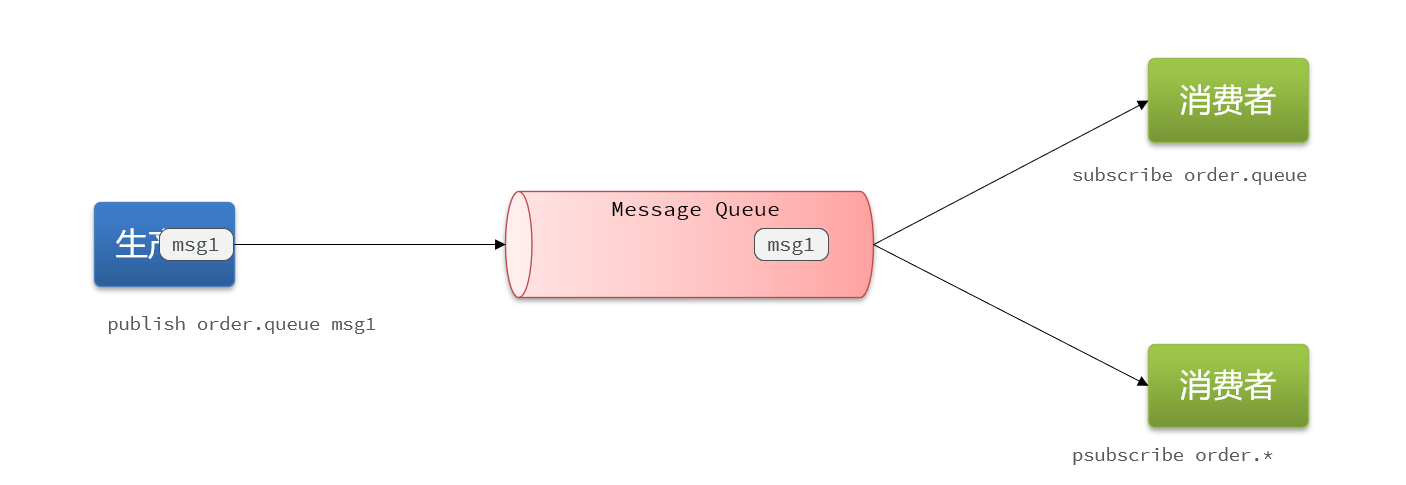 生产
msg1
publish order.queue msg1
Message Queue
msg1
消费者
subscribe order.queue
消费者
psubscribe order.*